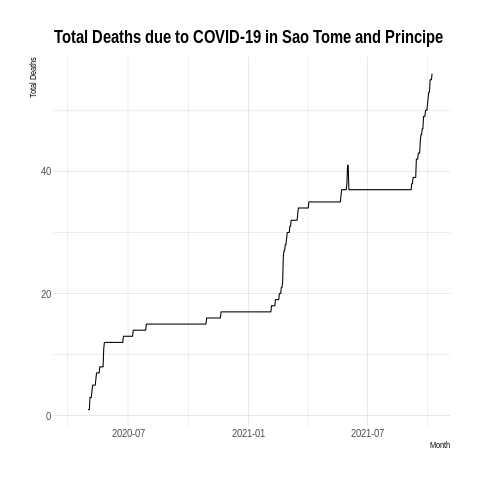 Total Deaths due to COVID-19 in Sao Tome and Principe
Total Deaths
40
20
0
2020-07
2021-01
2021-07
Month